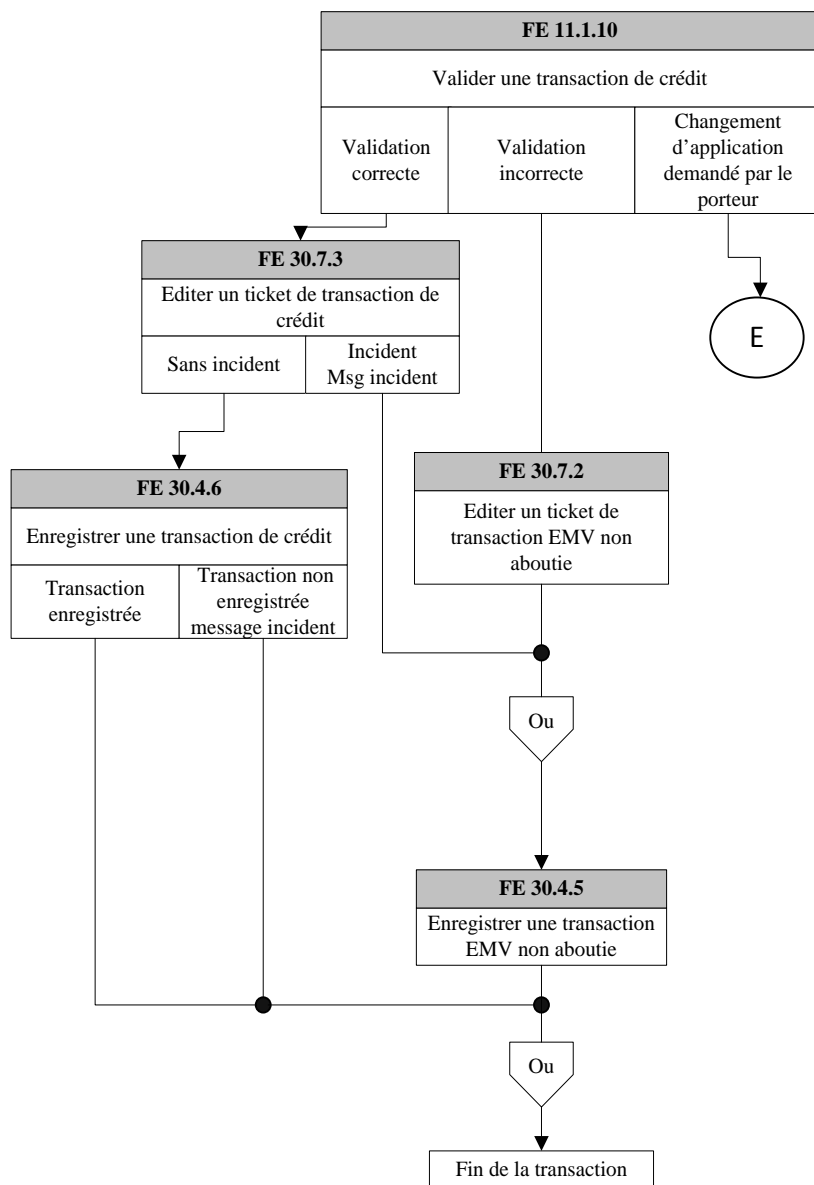 FE 11.1.10
Valider une transaction de crédit
Validation
correcte
Validation
incorrecte
Changement
d'application
demandé par le
porteur
FE 30.7.3
Editer un ticket de transaction de
crédit
Sans incident
Incident
Msg incident
E
FE 30.4.6
Enregistrer une transaction de crédit
Transaction
enregistrée
Transaction non
enregistrée
message incident
FE 30.7.2
Editer un ticket de
transaction EMV non
aboutie
Ou
FE 30.4.5
Enregistrer une transaction
EMV non aboutie
Ou
Fin de la transaction